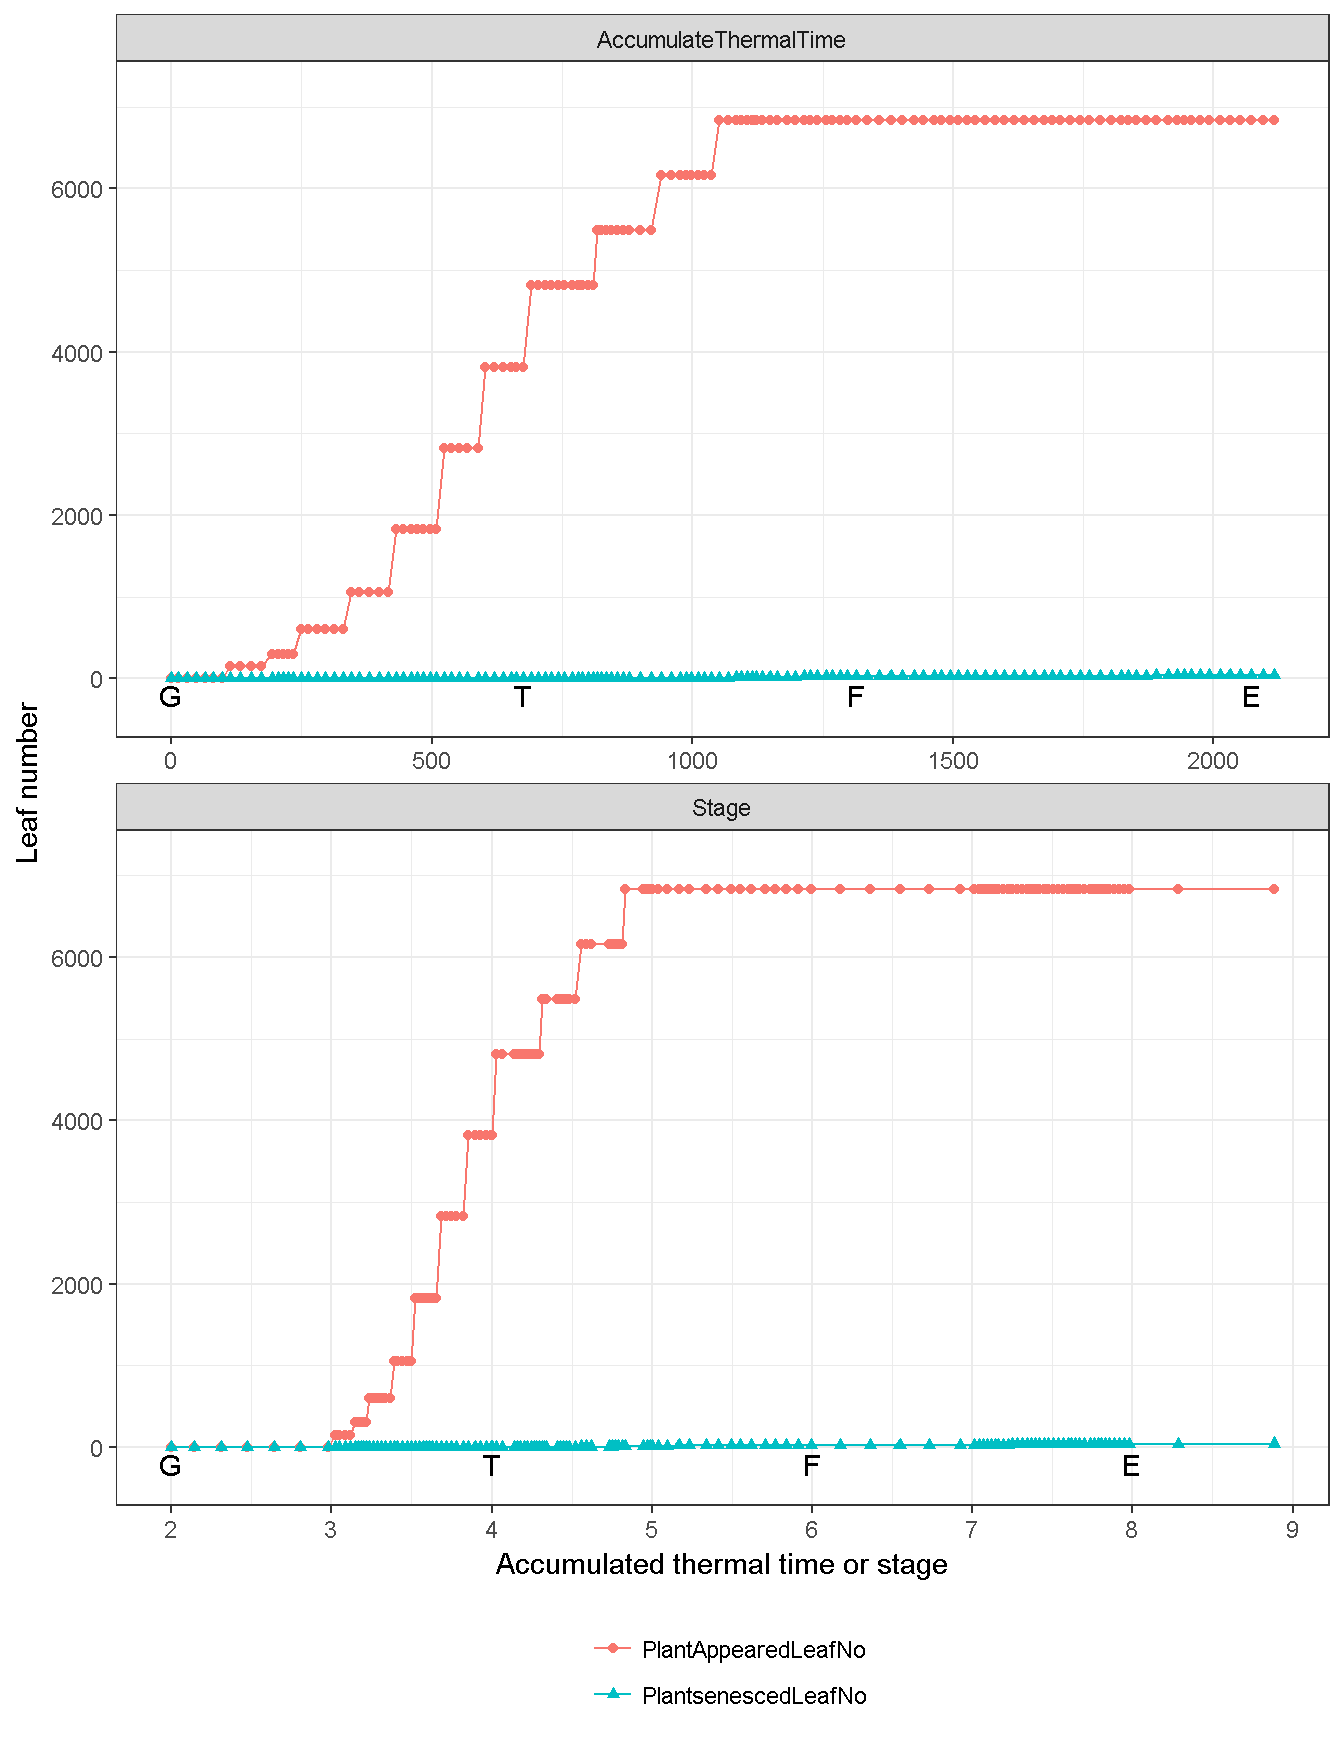 AccumulateThermalTime
6000
4000
2000
0
G T F E
0 500 1000 1500 2000
Leaf number
Stage
6000
4000
2000
0
G T F E
2 3 4 5 6 7 8 9
Accumulated thermal time or stage
PlantAppearedLeafNo
PlantsenescedLeafNo